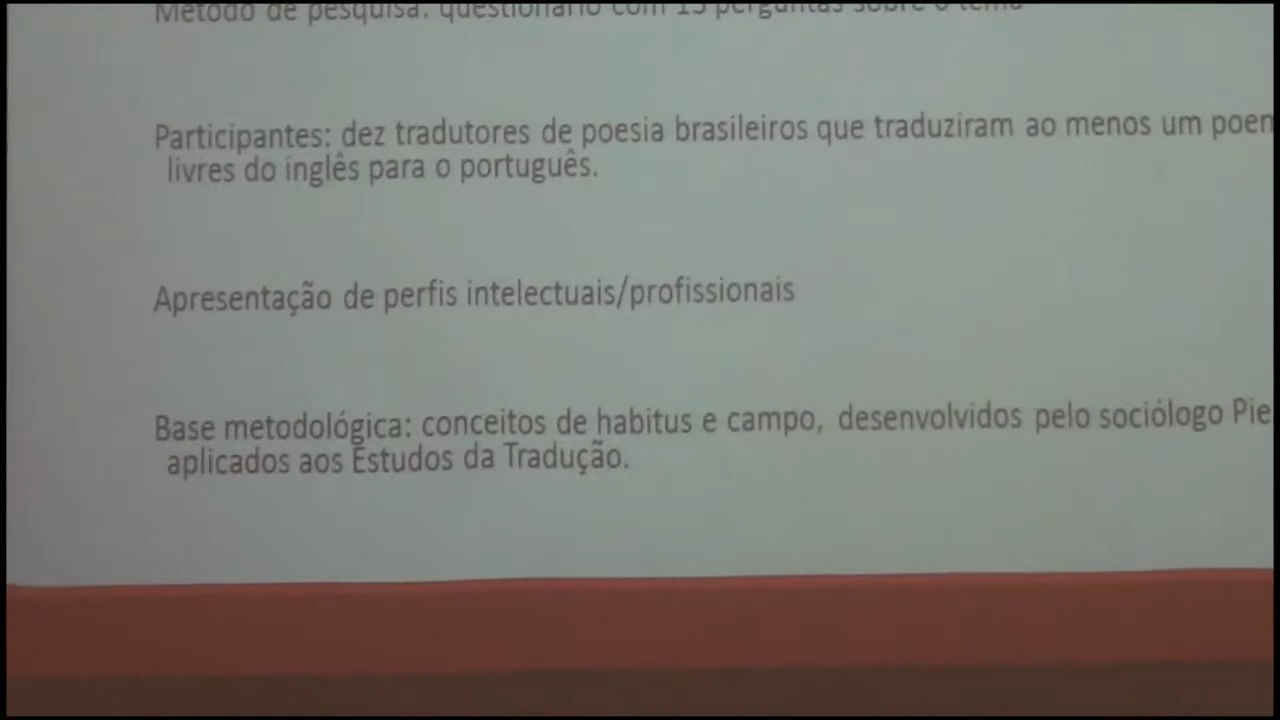 Método de pesquisa: questionário com 15 perguntas sobre o tema
Participantes: dez tradutores de poesia brasileiros que traduziram ao menos um poem
livres do inglês para o português.
Apresentação de perfis intelectuais/profissionais
Base metodológica: conceitos de habitus e campo, desenvolvidos pelo sociólogo Pie
aplicados aos Estudos da Tradução.